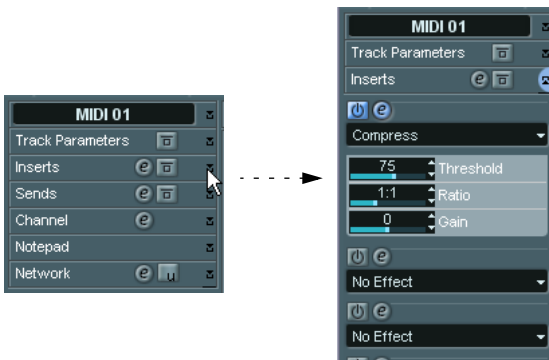 MIDI 01
Track Parameters
Inserts e
Sends e
Channel e
Notepad
Network e u
MIDI 01
Track Parameters
Inserts e
e
Compress
75 Threshold
1:1 Ratio
0 Gain
e
No Effect
e
No Effect